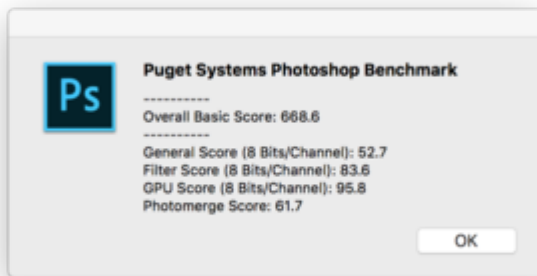 Ps
Puget Systems Photoshop Benchmark
----------
Overall Basic Score: 668.6
----------
General Score (8 Bits/Channel): 52.7
Filter Score (8 Bits/Channel): 83.6
GPU Score (8 Bits/Channel): 95.8
Photomerge Score: 61.7
OK